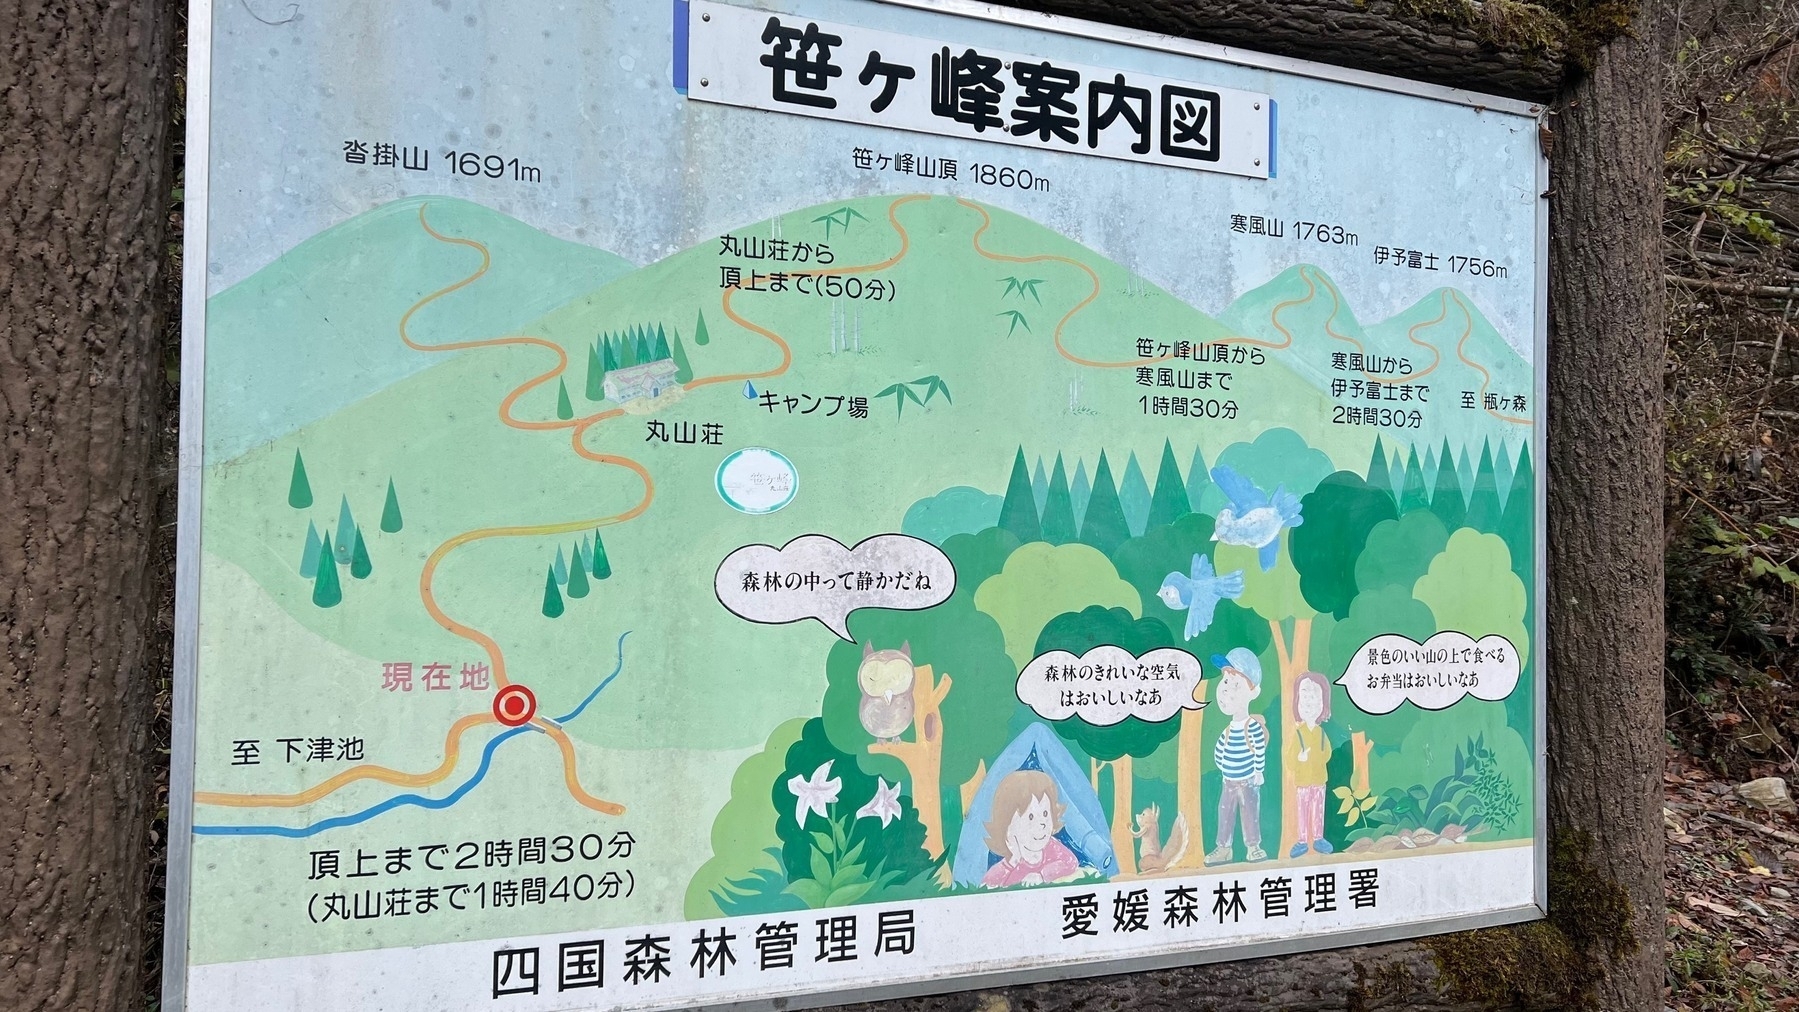 笹ヶ峰案内図
沓掛山 1691m
笹ヶ峰山頂 1860m
寒風山 1763m
伊予富士 1756m
丸山荘から
頂上まで(50分)
笹ヶ峰山頂から
寒風山まで
1時間30分
寒風山から
伊予富士まで
2時間30分
至 瓶ヶ森
キャンプ場
丸山荘
笹ヶ峰
丸山荘
森林の中って静かだね
森林のきれいな空気
はおいしいなあ
景色のいい山の上で食べる
お弁当はおいしいなあ
現在地
至 下津池
頂上まで2時間30分
(丸山荘まで1時間40分)
四国森林管理局
愛媛森林管理署